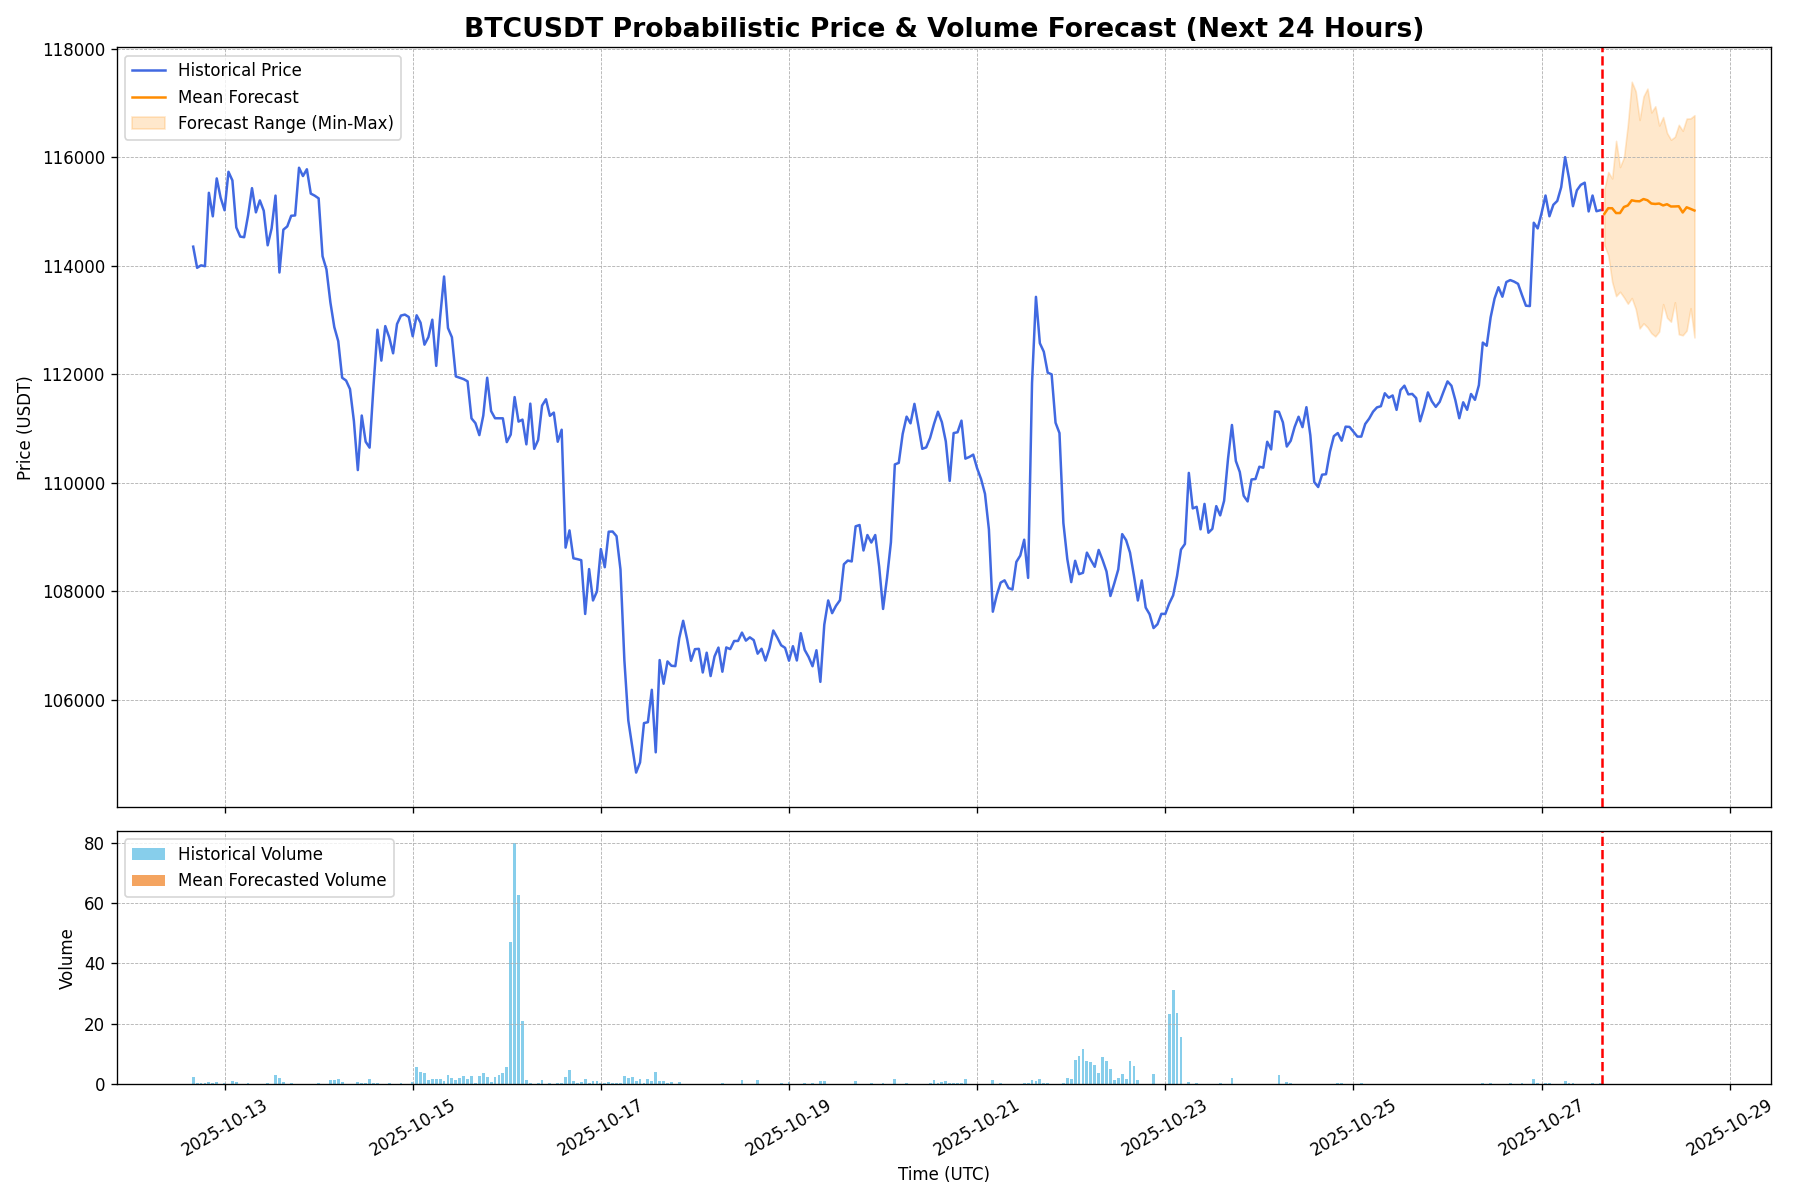 BTCUSDT Probabilistic Price & Volume Forecast (Next 24 Hours)
118000
116000
114000
112000
110000
108000
106000
Price (USDT)
Historical Price
Mean Forecast
Forecast Range (Min-Max)
80
60
40
20
0
Volume
Historical Volume
Mean Forecasted Volume
2025-10-13
2025-10-15
2025-10-17
2025-10-19
2025-10-21
2025-10-23
2025-10-25
2025-10-27
2025-10-29
Time (UTC)